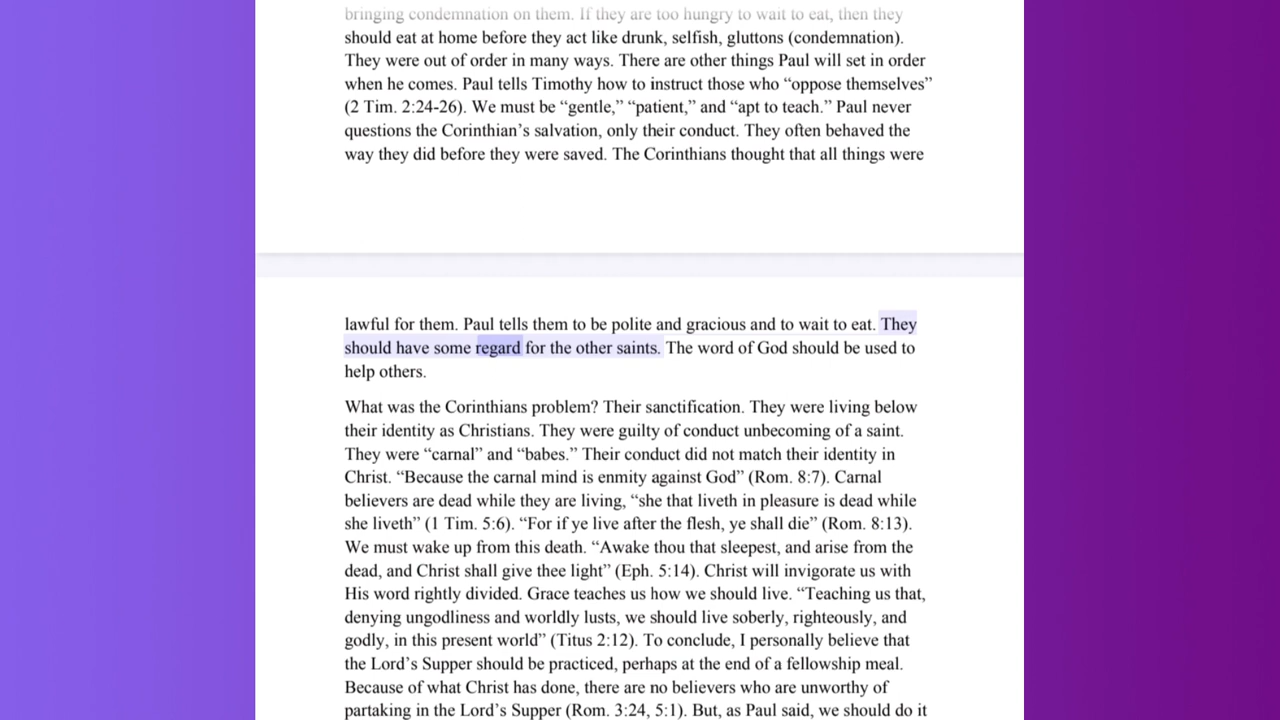 bringing condemnation on them. If they are too hungry to wait to eat, then they
should eat at home before they act like drunk, selfish, gluttons (condemnation).
They were out of order in many ways. There are other things Paul will set in order
when he comes. Paul tells Timothy how to instruct those who “oppose themselves”
(2 Tim. 2:24-26). We must be “gentle,” “patient,” and “apt to teach.” Paul never
questions the Corinthian’s salvation, only their conduct. They often behaved the
way they did before they were saved. The Corinthians thought that all things were
lawful for them. Paul tells them to be polite and gracious and to wait to eat. They
should have some regard for the other saints. The word of God should be used to
help others.
What was the Corinthians problem? Their sanctification. They were living below
their identity as Christians. They were guilty of conduct unbecoming of a saint.
They were “carnal” and “babes.” Their conduct did not match their identity in
Christ. “Because the carnal mind is enmity against God” (Rom. 8:7). Carnal
believers are dead while they are living, “she that liveth in pleasure is dead while
she liveth” (1 Tim. 5:6). “For if ye live after the flesh, ye shall die” (Rom. 8:13).
We must wake up from this death. “Awake thou that sleepest, and arise from the
dead, and Christ shall give thee light” (Eph. 5:14). Christ will invigorate us with
His word rightly divided. Grace teaches us how we should live. “Teaching us that,
denying ungodliness and worldly lusts, we should live soberly, righteously, and
godly, in this present world” (Titus 2:12). To conclude, I personally believe that
the Lord’s Supper should be practiced, perhaps at the end of a fellowship meal.
Because of what Christ has done, there are no believers who are unworthy of
partaking in the Lord’s Supper (Rom. 3:24, 5:1). But, as Paul said, we should do it